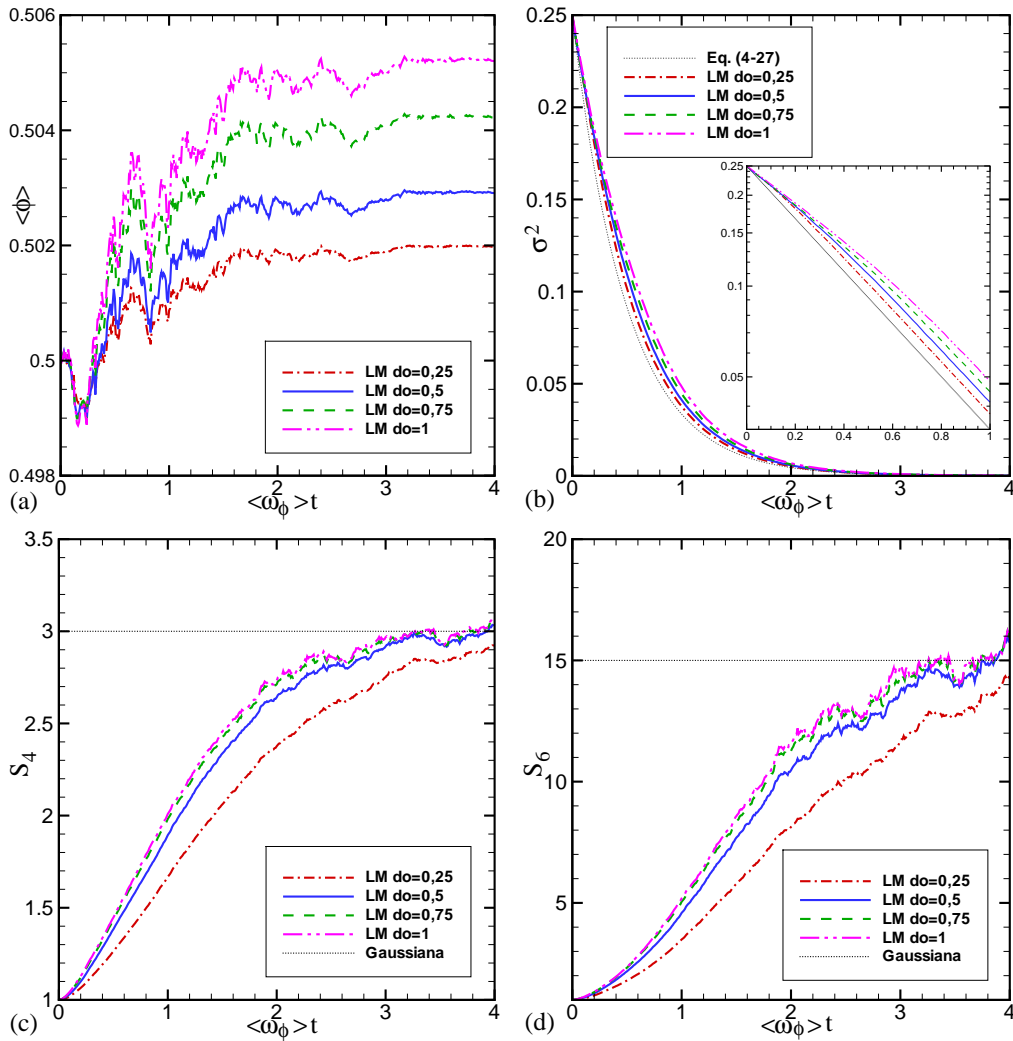 0.506
0.504
0.502
0.5
0.498
<ϕ>
LM do=0,25
LM do=0,5
LM do=0,75
LM do=1
0 1 2 3 4
(a)
<ω_ϕ>t
0.25
0.2
0.15
0.1
0.05
0
σ²
Eq. (4-27)
LM do=0,25
LM do=0,5
LM do=0,75
LM do=1
0.25
0.2
0.15
0.1
0.05
0 0.2 0.4 0.6 0.8 1
0 1 2 3 4
(b)
<ω_ϕ>t
3.5
3
2.5
2
1.5
1
S₄
LM do=0,25
LM do=0,5
LM do=0,75
LM do=1
Gaussiana
0 1 2 3 4
(c)
<ω_ϕ>t
20
15
10
5
S₆
LM do=0,25
LM do=0,5
LM do=0,75
LM do=1
Gaussiana
0 1 2 3 4
(d)
<ω_ϕ>t